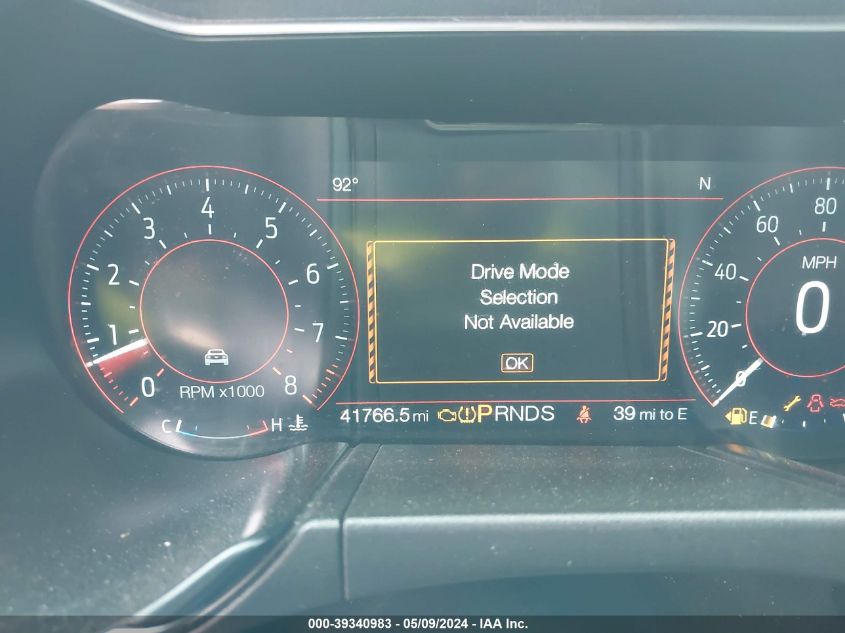 92° N
0 1 2 3 4 5 6 7 8
RPM x1000
C H
Drive Mode
Selection
Not Available
OK
41766.5 mi PRNDS 39 mi to E
0 20 40 60 80
MPH
0
E
000-39340983 - 05/09/2024 - IAA Inc.